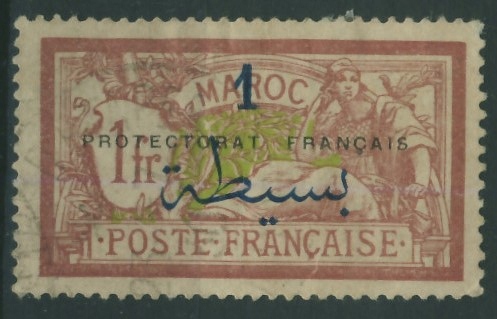 MAROC
1
PROTECTORAT FRANÇAIS
1fr
بسيطة
·POSTE·FRANÇAISE·